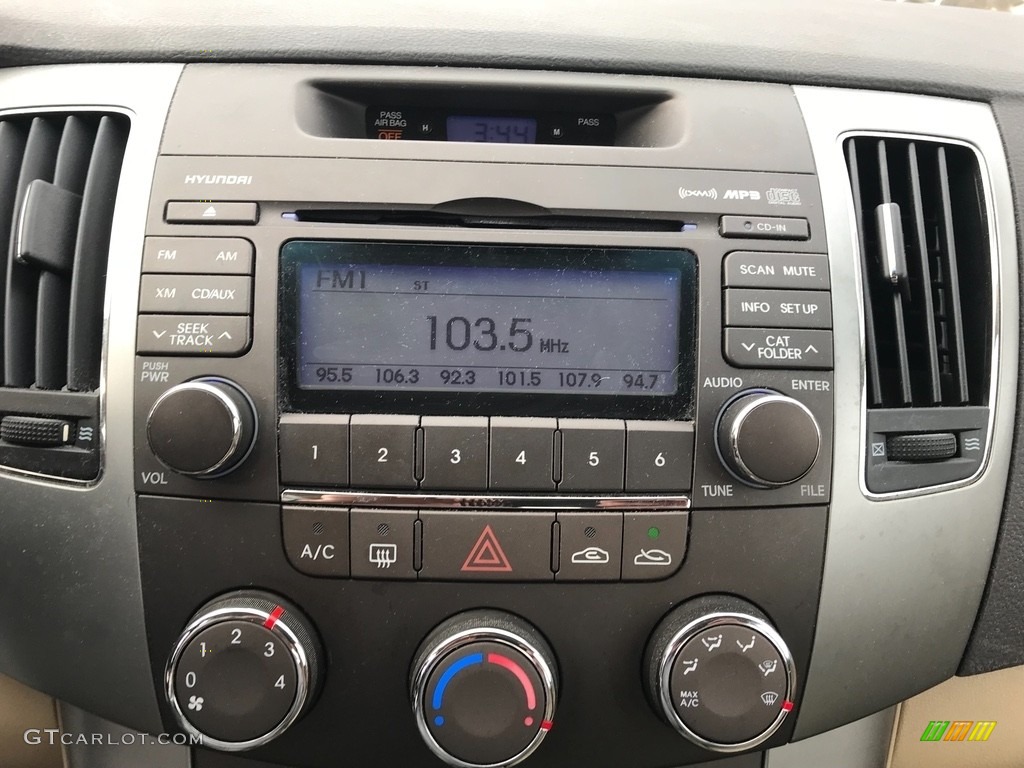 PASS
AIR BAG
OFF
H
3:44
M
PASS
HYUNDAI
XM MP3
CD-IN
FM AM
SCAN MUTE
XM CD/AUX
INFO SET UP
SEEK
TRACK
CAT
FOLDER
FM1 ST
103.5 MHz
95.5 106.3 92.3 101.5 107.9 94.7
PUSH
PWR
VOL
AUDIO ENTER
TUNE FILE
1 2 3 4 5 6
A/C
0 1 2 3 4
MAX
A/C
GTCARLOT.COM